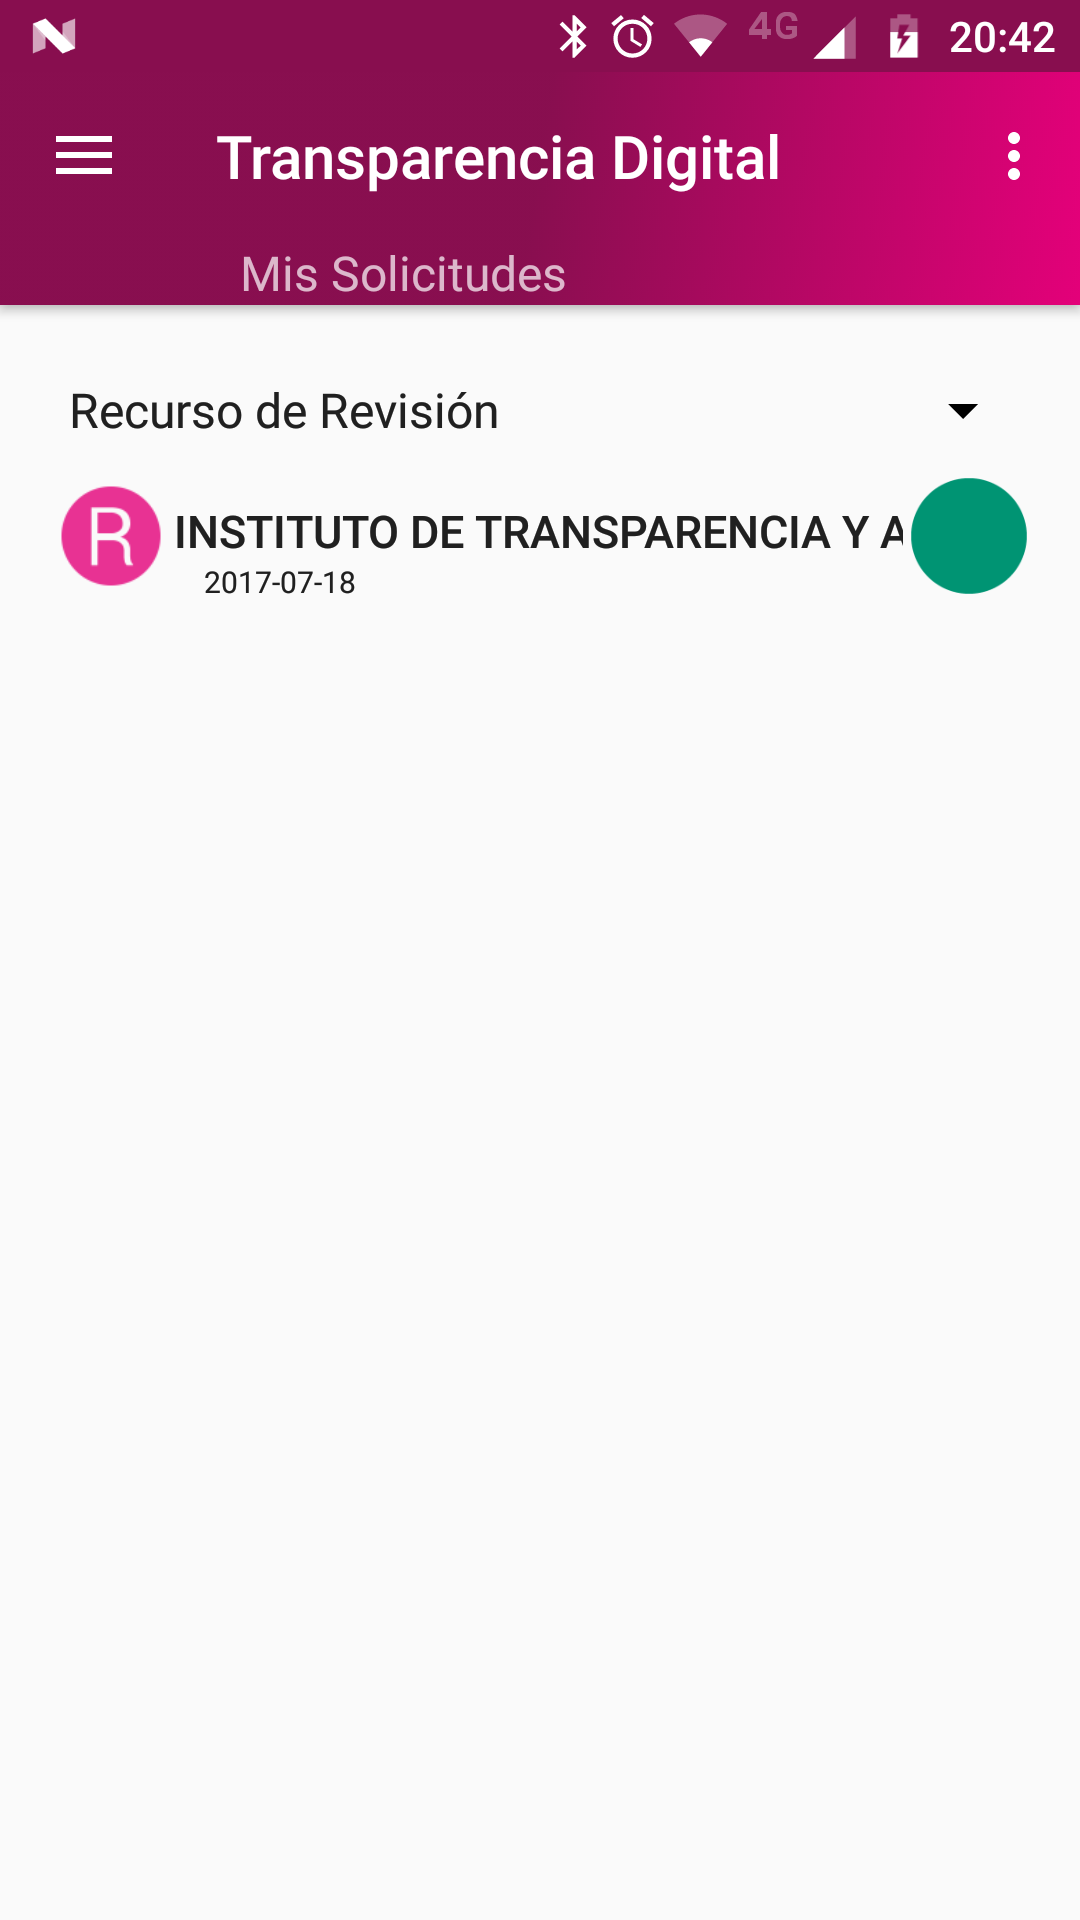 4G 20:42
Transparencia Digital
Mis Solicitudes
Recurso de Revisión
R INSTITUTO DE TRANSPARENCIA Y A
2017-07-18